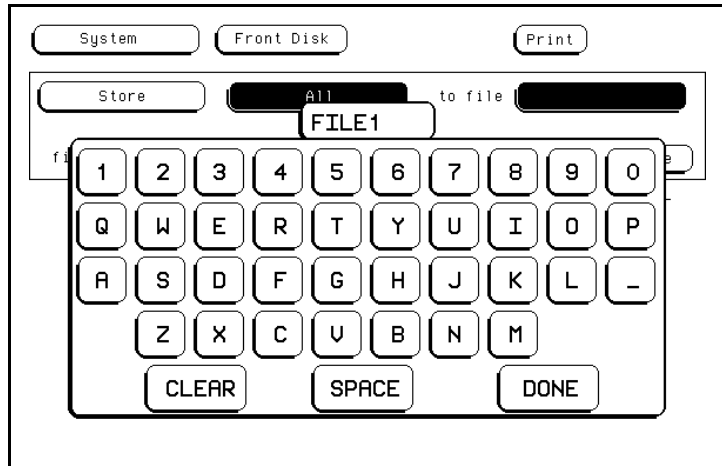 System Front Disk Print
Store All to file
FILE1
1 2 3 4 5 6 7 8 9 0
Q W E R T Y U I O P
A S D F G H J K L _
Z X C V B N M
CLEAR SPACE DONE